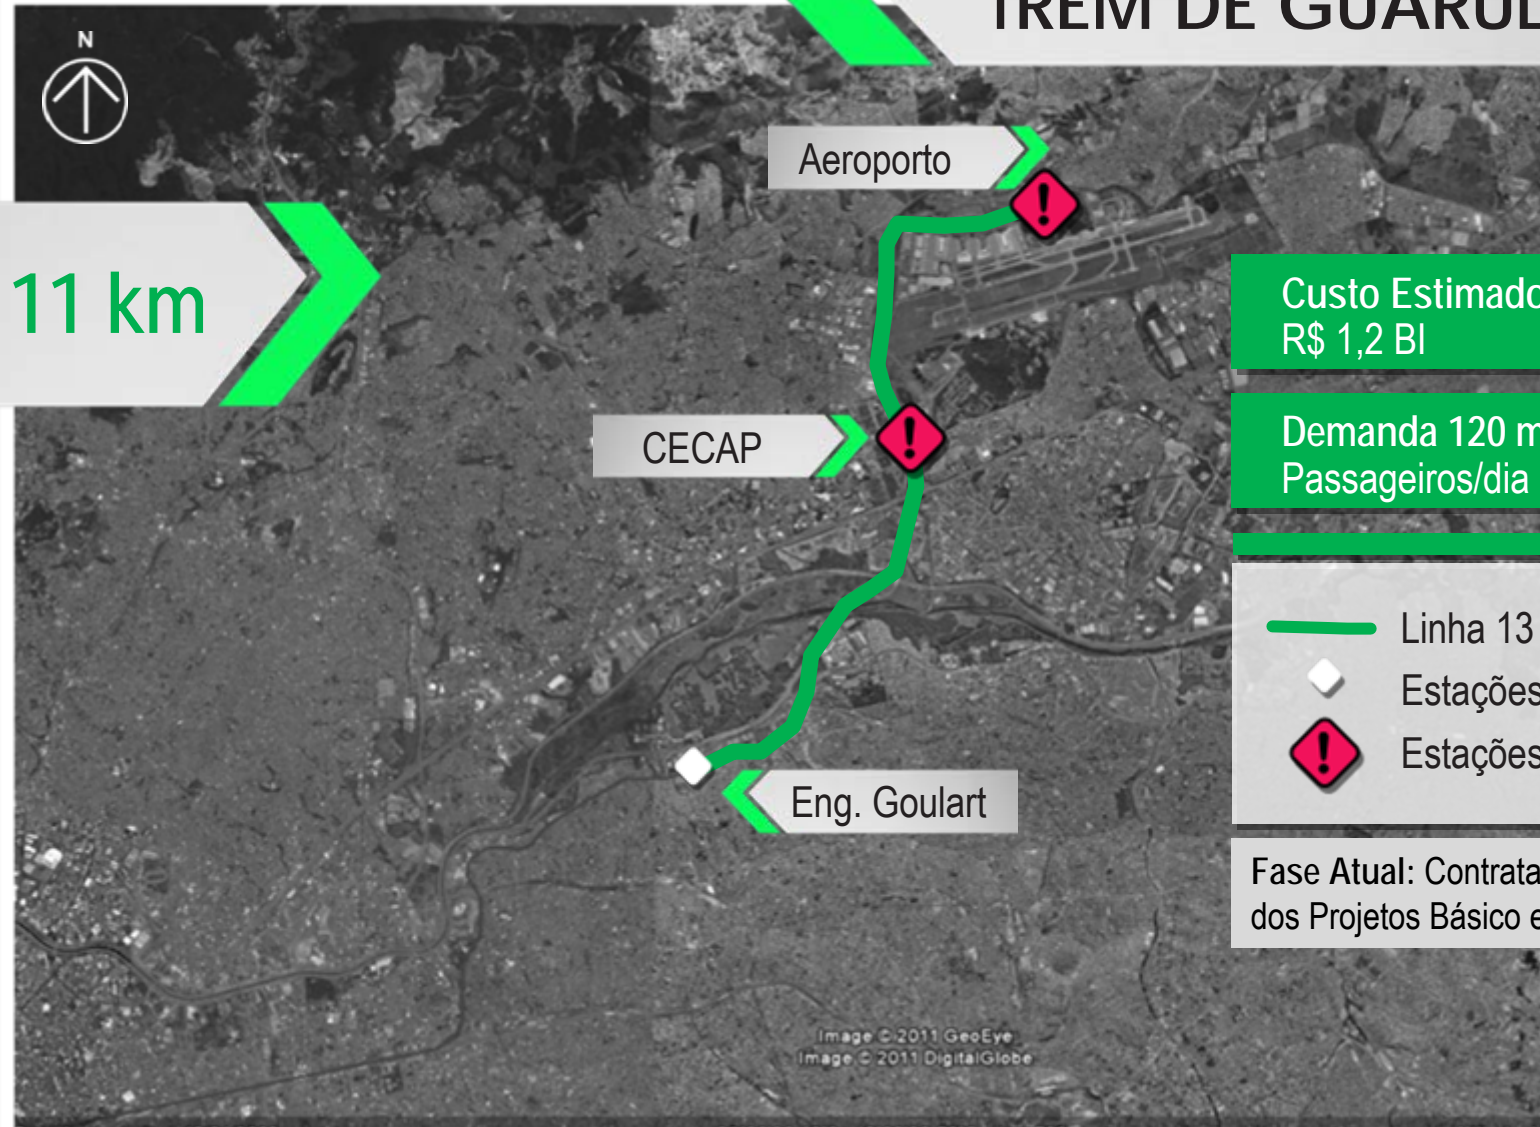 TREM DE GUARUL
N
Aeroporto
11 km
Custo Estimado
R$ 1,2 BI
Demanda 120 m
Passageiros/dia
CECAP
Linha 13
Estações
Estações
Eng. Goulart
Fase Atual: Contrata
dos Projetos Básico e
Image © 2011 GeoEye
Image © 2011 DigitalGlobe